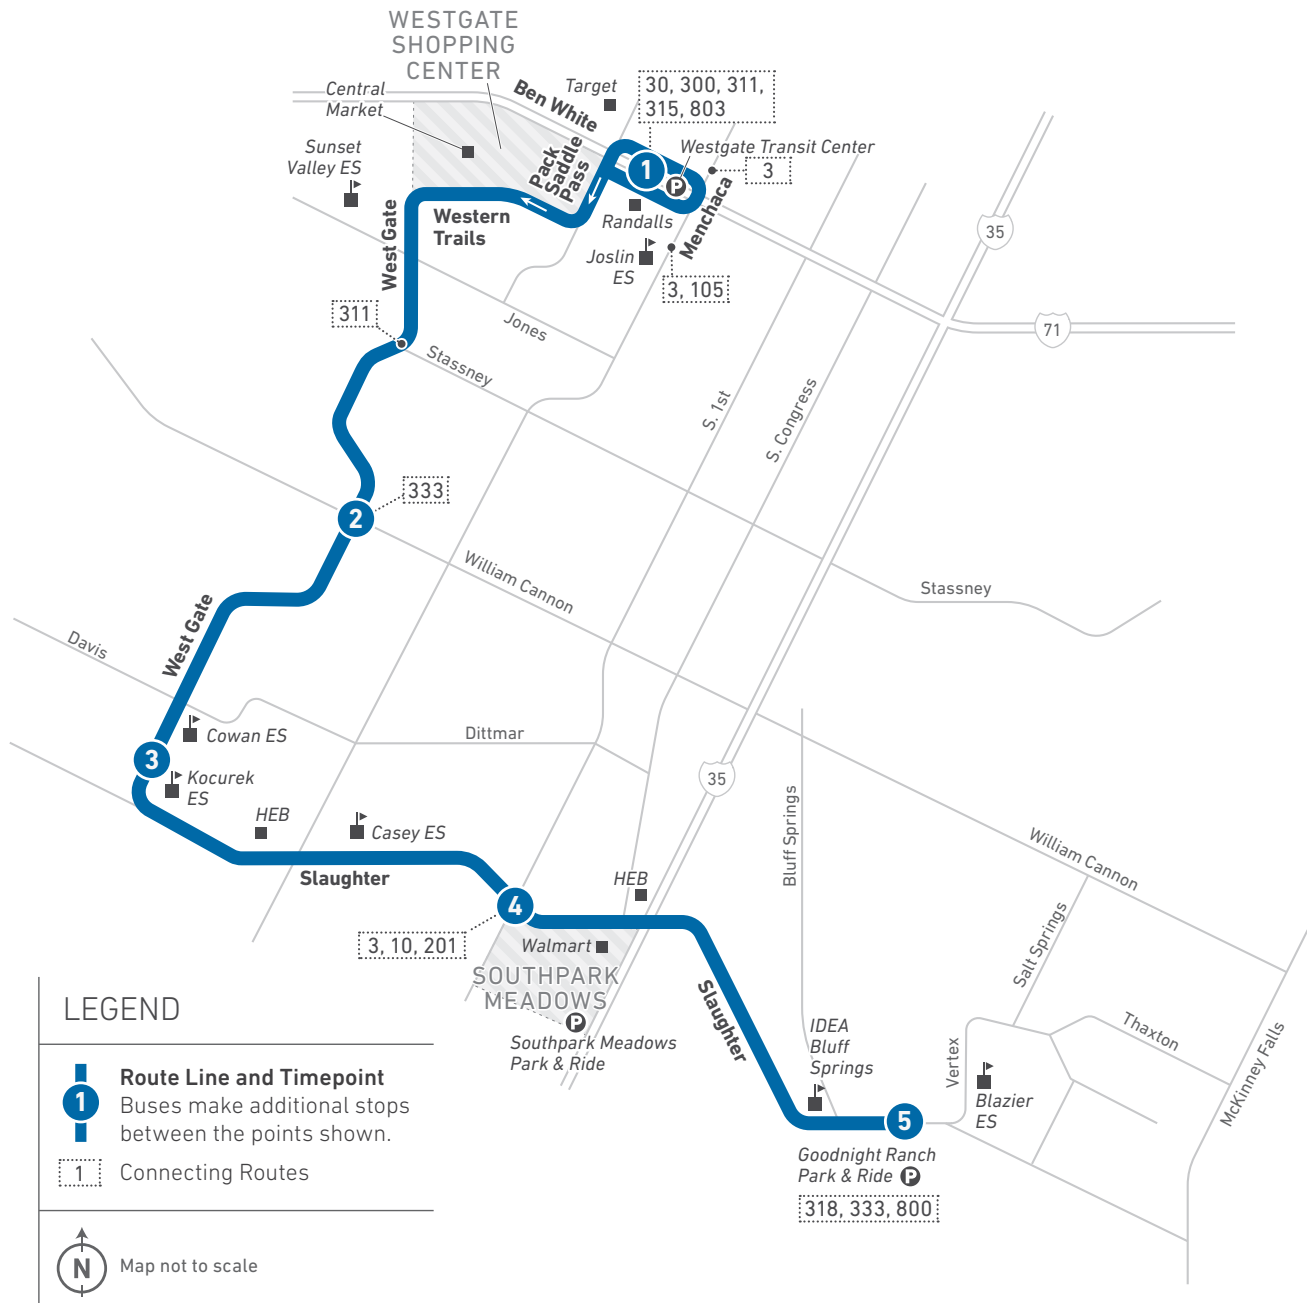 WESTGATE
SHOPPING
CENTER
Central
Market
Ben White
Target
30, 300, 311,
315, 803
Sunset
Valley ES
Pack
Saddle
Pass
1
P
Westgate Transit Center
3
Western
Trails
West Gate
Randalls
Menchaca
Joslin
ES
3, 105
35
311
Jones
71
Stassney
S. 1st
S. Congress
2
333
William Cannon
Stassney
West Gate
Davis
Cowan ES
Dittmar
3
Kocurek
ES
35
HEB
Casey ES
Bluff Springs
William Cannon
Slaughter
HEB
4
3, 10, 201
Walmart
SOUTHPARK
MEADOWS
P
Southpark Meadows
Park & Ride
Slaughter
Salt Springs
IDEA
Bluff
Springs
Vertex
Thaxton
McKinney Falls
Blazier
ES
5
Goodnight Ranch
Park & Ride P
318, 333, 800
LEGEND
1
Route Line and Timepoint
Buses make additional stops
between the points shown.
1
Connecting Routes
N
Map not to scale